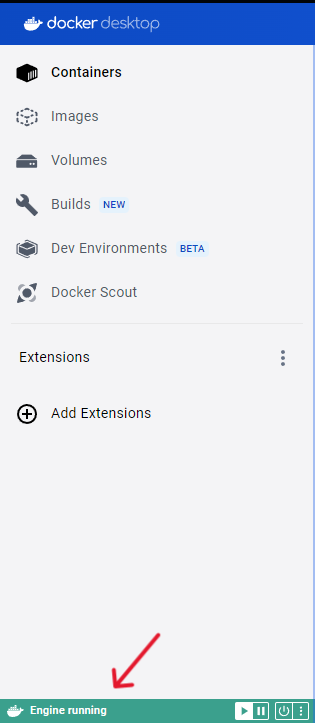 docker desktop
Containers
Images
Volumes
Builds NEW
Dev Environments BETA
Docker Scout
Extensions
Add Extensions
Engine running